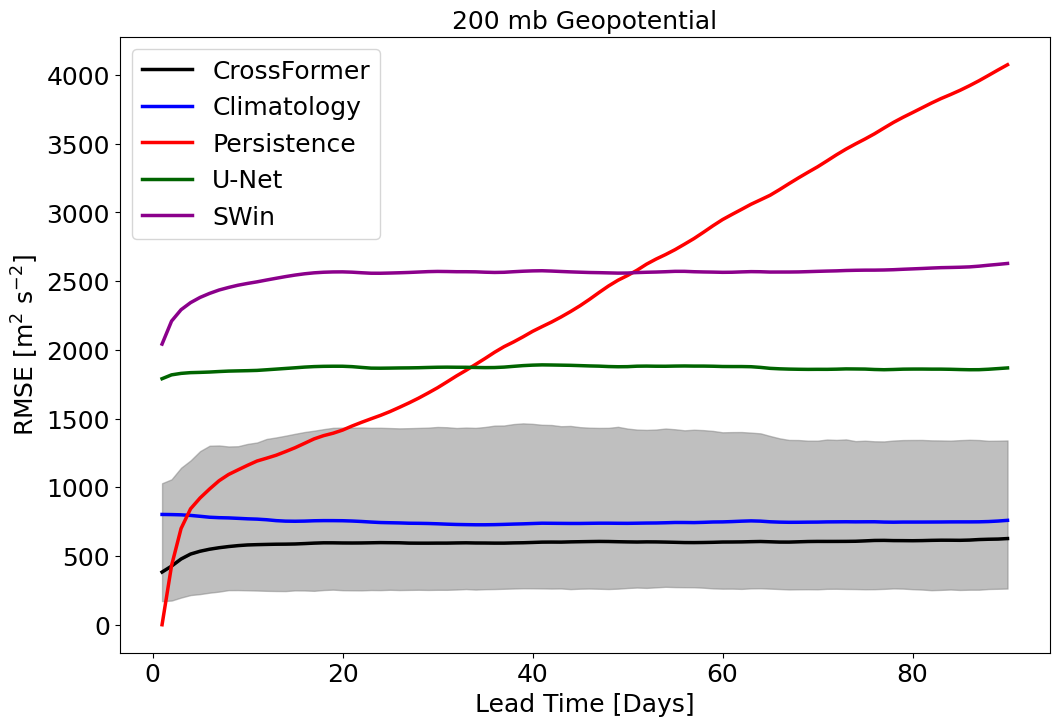 200 mb Geopotential
CrossFormer
Climatology
Persistence
U-Net
SWin
RMSE [m² s⁻²]
4000
3500
3000
2500
2000
1500
1000
500
0
0 20 40 60 80
Lead Time [Days]